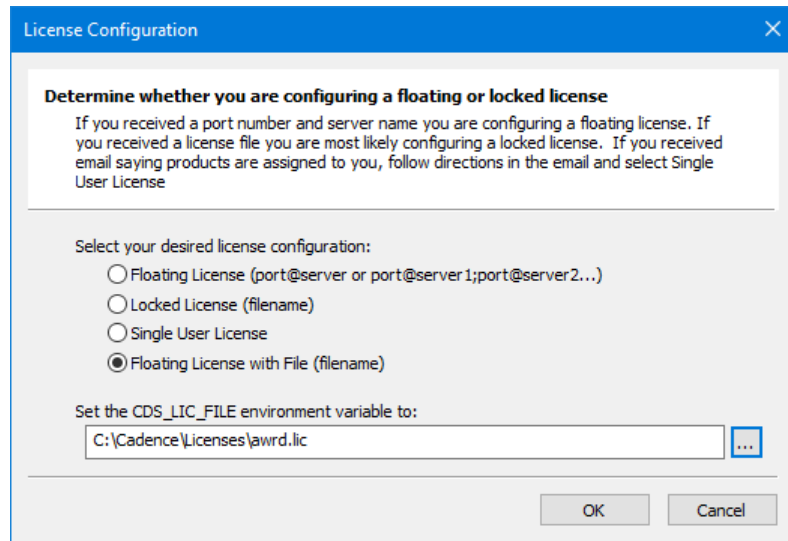 License Configuration
Determine whether you are configuring a floating or locked license
If you received a port number and server name you are configuring a floating license. If
you received a license file you are most likely configuring a locked license.  If you received
email saying products are assigned to you, follow directions in the email and select Single
User License
Select your desired license configuration:
Floating License (port@server or port@server1;port@server2...)
Locked License (filename)
Single User License
Floating License with File (filename)
Set the CDS_LIC_FILE environment variable to:
C:\Cadence\Licenses\awrd.lic
...
OK Cancel